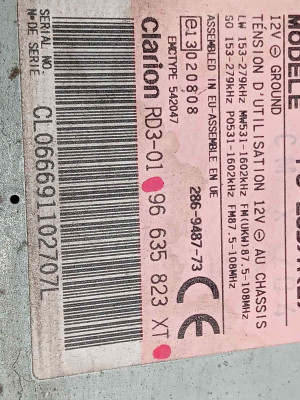 MODELE
12V ⊖ GROUND
TENSION D'UTILISATION 12V ⊖ AU CHASSIS
LW 153-279kHz MW531-1602kHz FM(UKW)87.5-108MHz
GO 153-279kHz PO531-1602kHz FM87.5-108MHz
ASSEMBLED IN EU-ASSEMBLE EN UE
e13 020808
EMCTYPE 542047
286-9487-73
CE
Clarion RD3-01
96 635 823 XT
SERIAL NO.
Nº DE SERIE
CL066691102707L